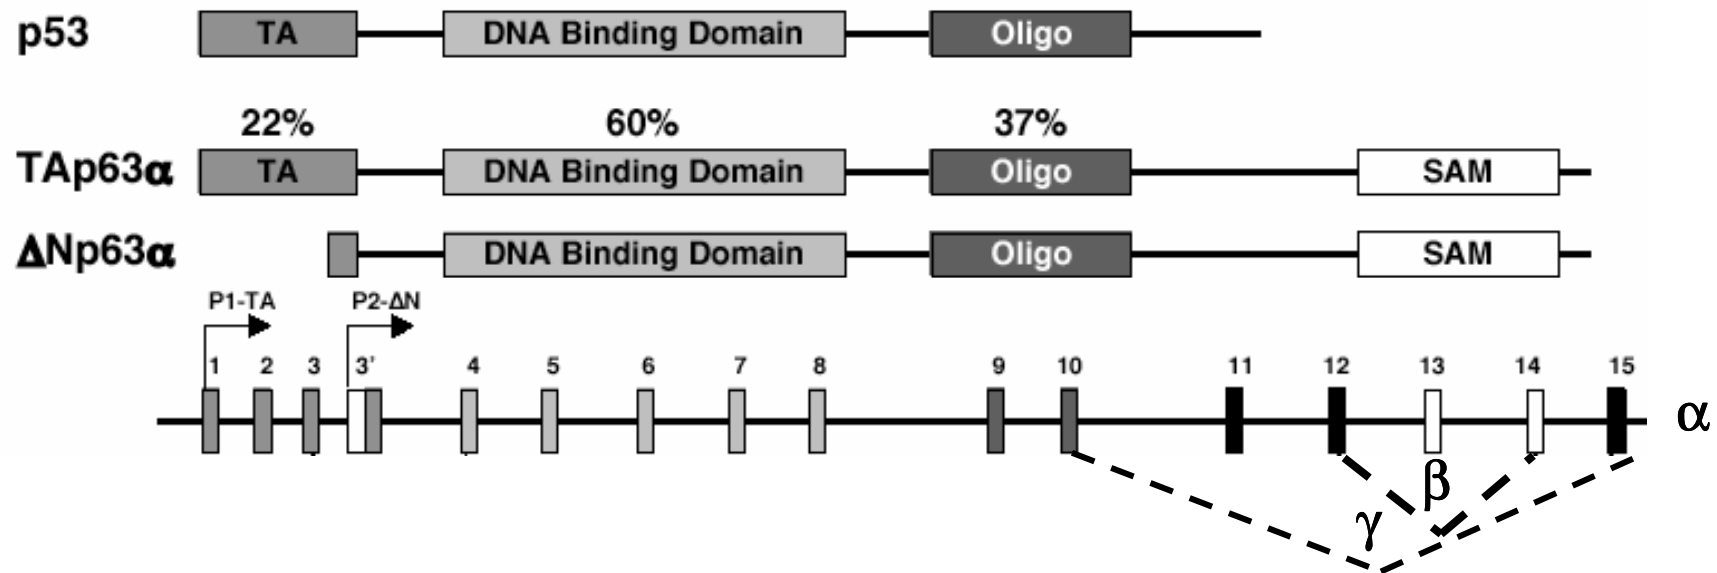 p53 TA DNA Binding Domain Oligo
22% 60% 37%
TAp63α TA DNA Binding Domain Oligo SAM
ΔNp63α DNA Binding Domain Oligo SAM
P1-TA P2-ΔN
1 2 3 3' 4 5 6 7 8 9 10 11 12 13 14 15
α
β
γ